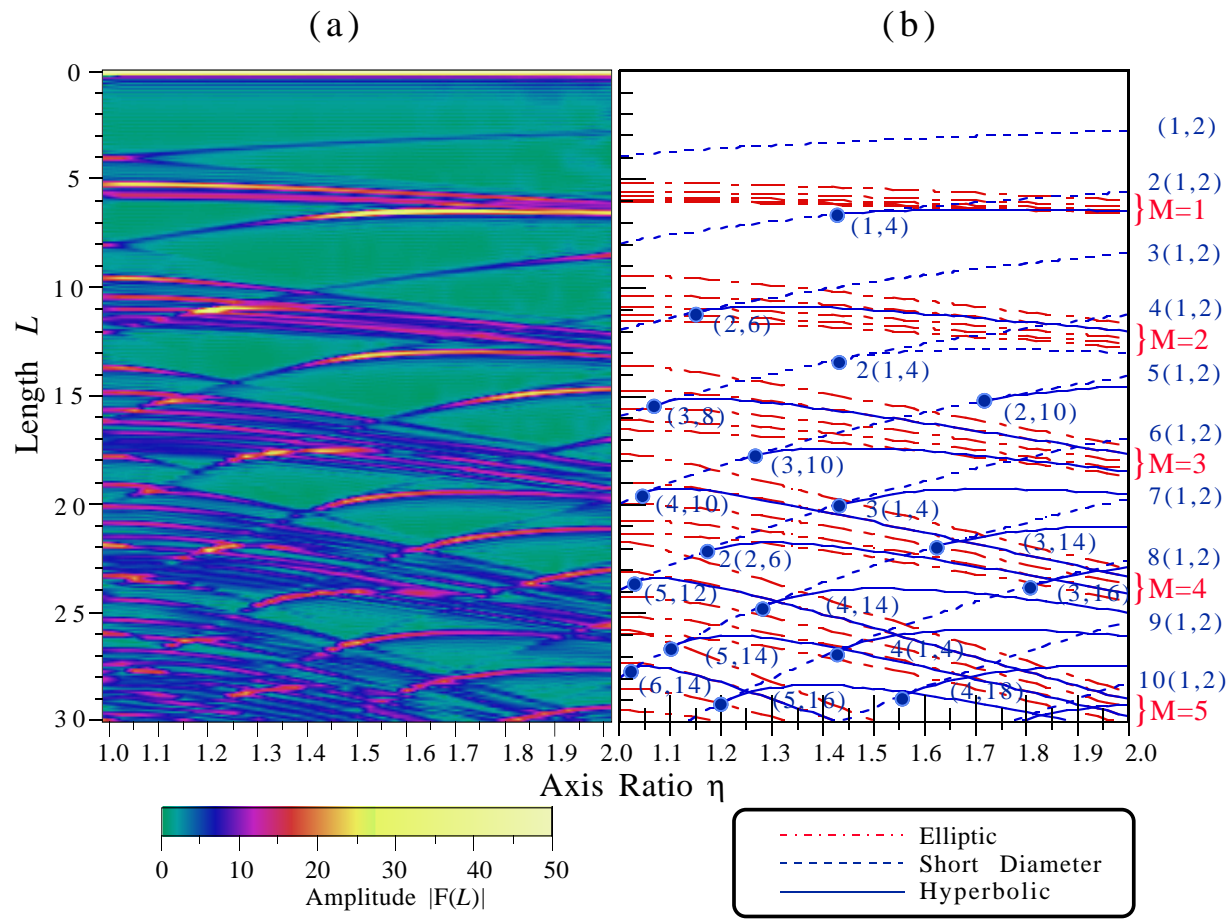 (a)
(b)
Length L
0
5
10
15
20
25
30
1.0 1.2 1.3 1.4 1.5 1.6 1.7 1.8 1.9 2.0
1.0 1.1 1.2 1.3 1.4 1.5 1.6 1.7 1.8 2.0
Axis Ratio η
(1,2)
2(1,2)
M=1
3(1,2)
4(1,2)
M=2
5(1,2)
6(1,2)
M=3
7(1,2)
8(1,2)
M=4
9(1,2)
10(1,2)
M=5
(1,4)
(2,6)
2(1,4)
(2,10)
(3,8)
(3,10)
(4,10)
3(1,4)
(3,14)
2(2,6)
(3,16)
(5,12)
(4,14)
(5,14)
4(1,4)
(6,14)
(5,16)
(4,18)
0 10 20 30 40 50
Amplitude |F(L)|
Elliptic
Short Diameter
Hyperbolic